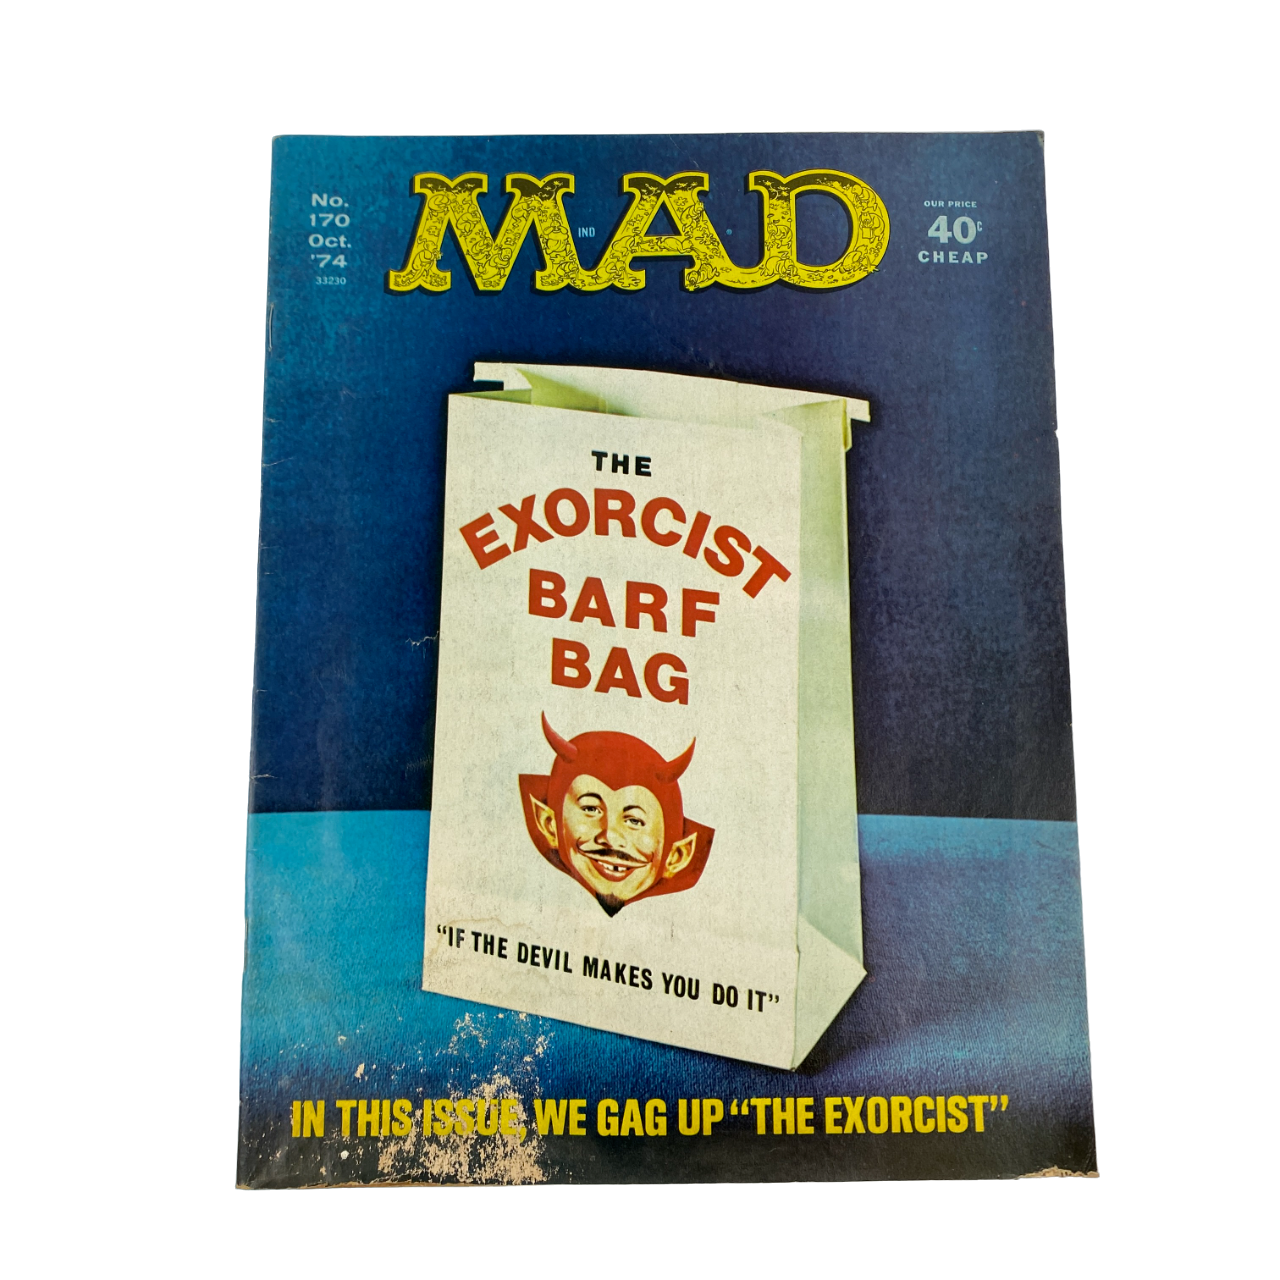 No.
170
Oct.
'74
33230
MAD
IND
®
OUR PRICE
40¢
CHEAP
THE
EXORCIST
BARF
BAG
“IF THE DEVIL MAKES YOU DO IT”
IN THIS ISSUE, WE GAG UP “THE EXORCIST”